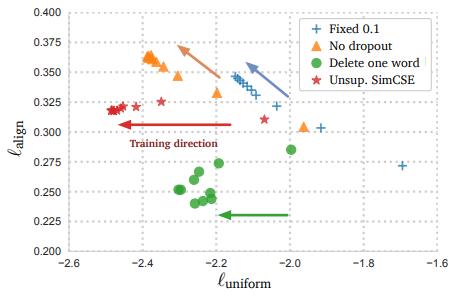 0.400
0.375
0.350
0.325
0.300
0.275
0.250
0.225
0.200
ℓalign
Fixed 0.1
No dropout
Delete one word
Unsup. SimCSE
Training direction
−2.6 −2.4 −2.2 −2.0 −1.8 −1.6
ℓuniform